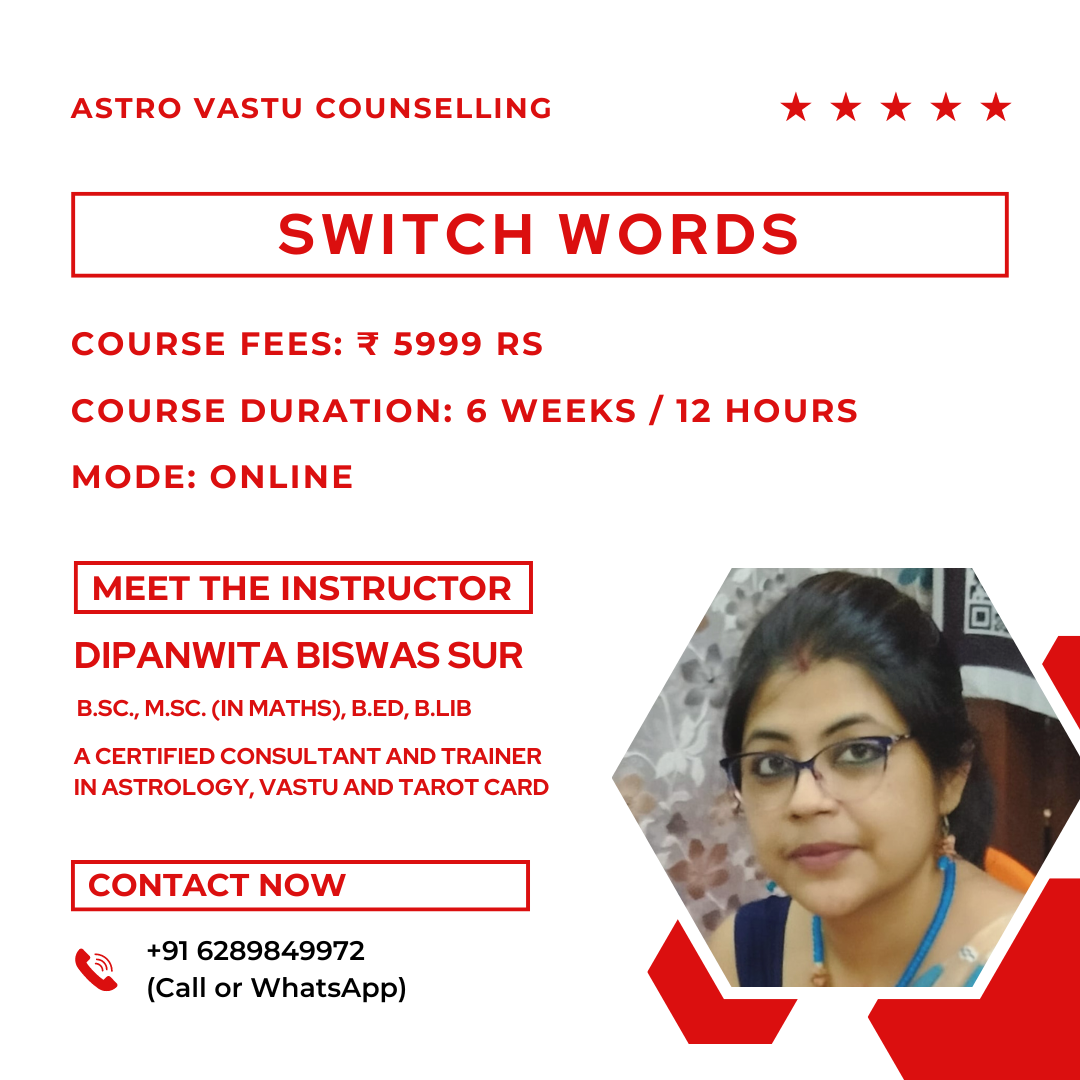 ASTRO VASTU COUNSELLING
SWITCH WORDS
COURSE FEES: ₹ 5999 RS
COURSE DURATION: 6 WEEKS / 12 HOURS
MODE: ONLINE
MEET THE INSTRUCTOR
DIPANWITA BISWAS SUR
B.SC., M.SC. (IN MATHS), B.ED, B.LIB
A CERTIFIED CONSULTANT AND TRAINER
IN ASTROLOGY, VASTU AND TAROT CARD
CONTACT NOW
+91 6289849972
(Call or WhatsApp)